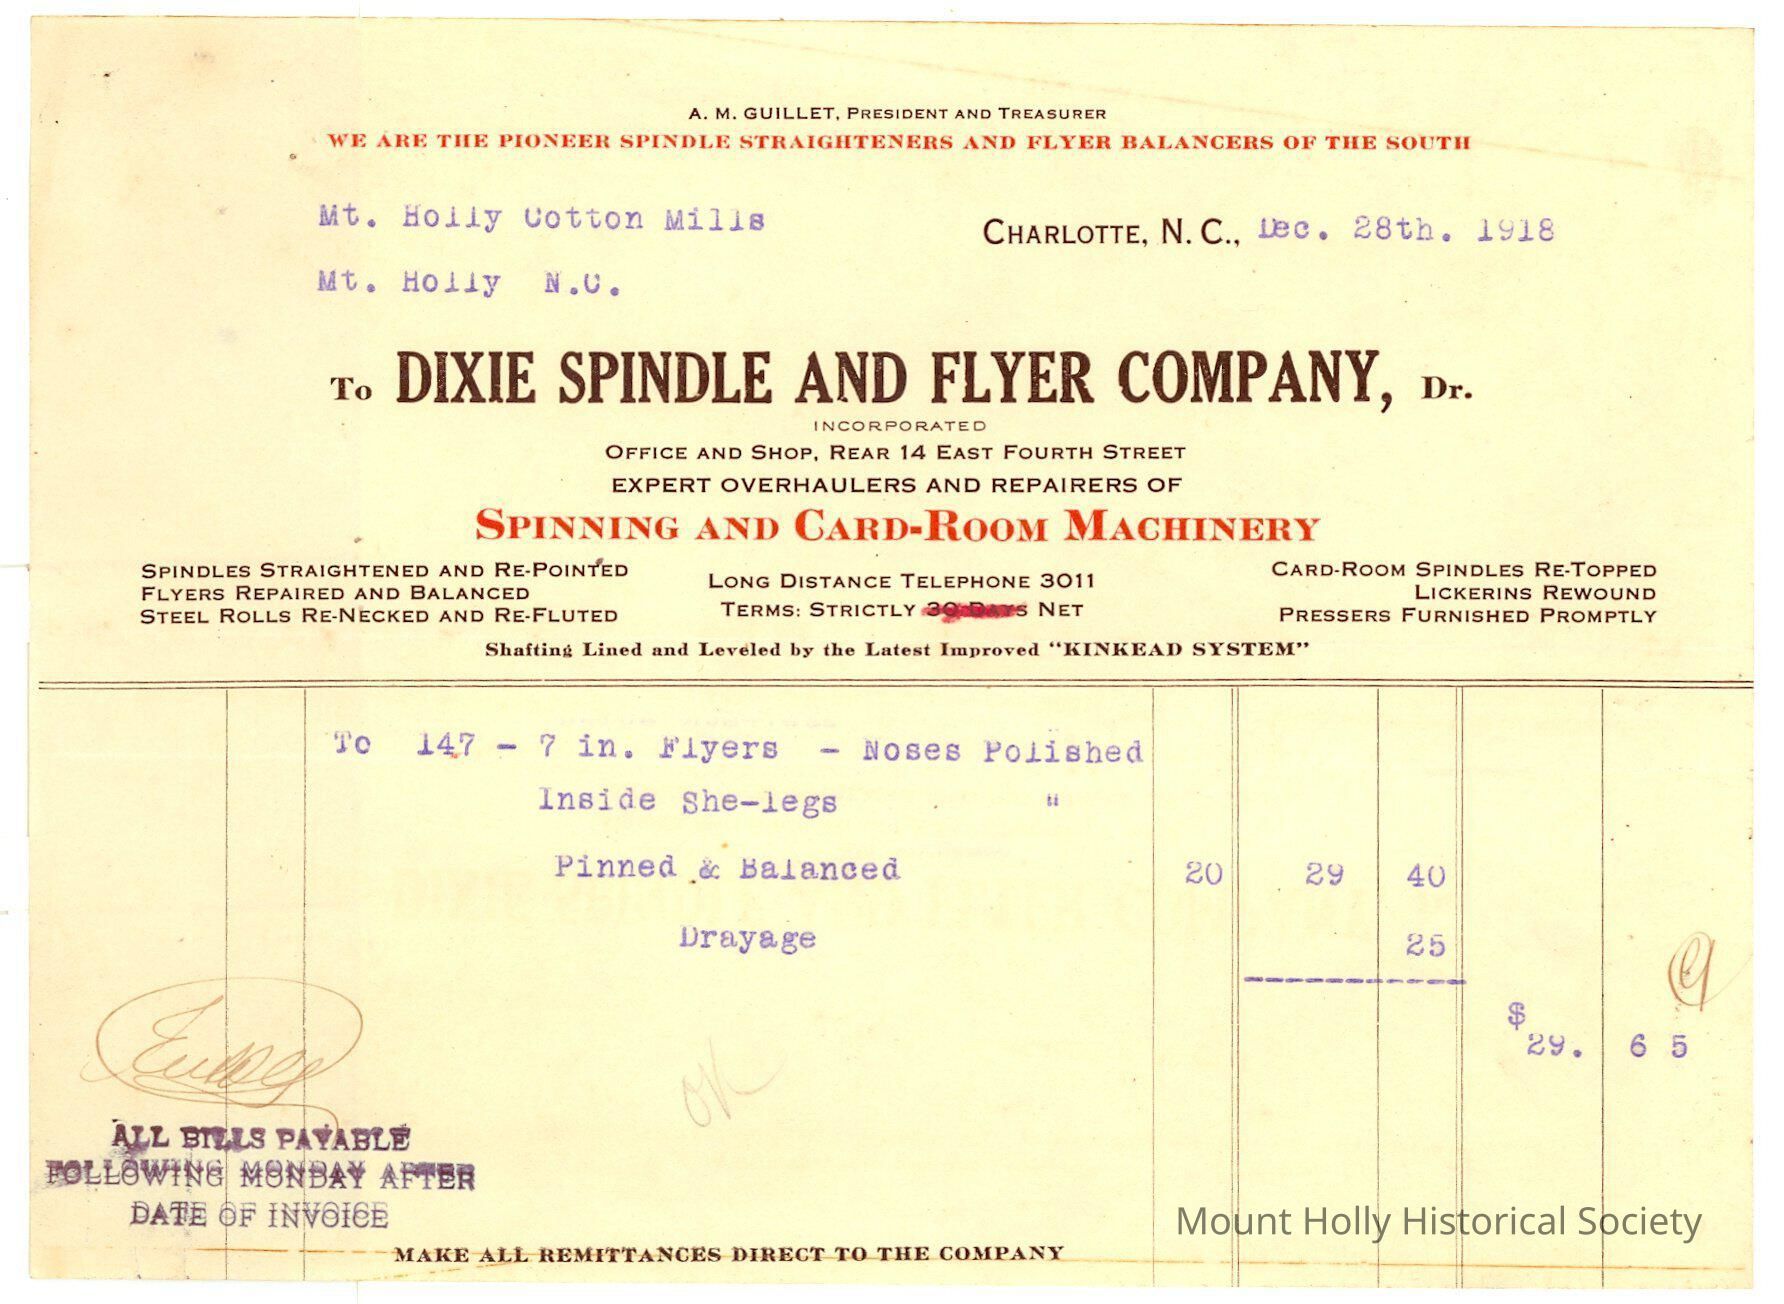 A. M. GUILLET, PRESIDENT AND TREASURER
WE ARE THE PIONEER SPINDLE STRAIGHTENERS AND FLYER BALANCERS OF THE SOUTH
Mt. Holly Cotton Mills
CHARLOTTE, N. C., Dec. 28th. 1918
Mt. Holly N.C.
To DIXIE SPINDLE AND FLYER COMPANY, Dr.
INCORPORATED
OFFICE AND SHOP, REAR 14 EAST FOURTH STREET
EXPERT OVERHAULERS AND REPAIRERS OF
SPINNING AND CARD-ROOM MACHINERY
SPINDLES STRAIGHTENED AND RE-POINTED
FLYERS REPAIRED AND BALANCED
STEEL ROLLS RE-NECKED AND RE-FLUTED
LONG DISTANCE TELEPHONE 3011
TERMS: STRICTLY 30 DAYS NET
CARD-ROOM SPINDLES RE-TOPPED
LICKERINS REWOUND
PRESSERS FURNISHED PROMPTLY
Shafting Lined and Leveled by the Latest Improved "KINKEAD SYSTEM"
To 147 - 7 in. Flyers - Noses Polished
Inside She-legs "
Pinned & Balanced 20 29 40
Drayage 25
$ 29. 65
OK
ALL BILLS PAYABLE
FOLLOWING MONDAY AFTER
DATE OF INVOICE
MAKE ALL REMITTANCES DIRECT TO THE COMPANY
Mount Holly Historical Society